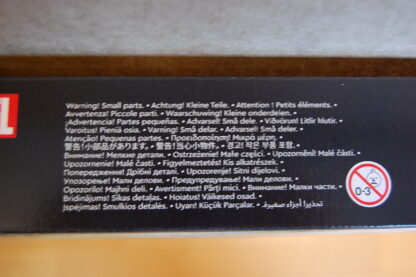 Warning! Small parts. • Achtung! Kleine Teile. • Attention ! Petits éléments. •
Avvertenza! Piccole parti. • Waarschuwing! Kleine onderdelen. •
¡Advertencia! Partes pequeñas. • Advarsel! Små dele. • Viðvörun! Litlir hlutir. •
Varoitus! Pieniä osia. • Varning! Små delar. • Advarsel! Små deler. •
Atenção! Pequenas partes. • Προειδοποίηση! Μικρά μέρη. •
警告!小部品があります。• 警告!当心小物件。• 경고! 작은 부품 포함. •
Внимание! Мелкие детали. • Ostrzeżenie! Małe części. • Upozornění! Malé části. •
Upozornenie! Malé časti. • Figyelmeztetés! Kis alkatrészek. •
Попередження! Дрібні деталі. • Upozorenje! Sitni dijelovi. •
Упозорење! Мали делови. • Предупредување! Мали делови. •
Opozorilo! Majhni deli. • Avertisment! Părţi mici. • Внимание! Малки части. •
Brīdinājums! Sīkas detaļas. • Hoiatus! Väikesed osad. •
Įspėjimas! Smulkios detalės. • Uyarı! Küçük Parçalar. • تحذير! أجزاء صغيرة.
0-3